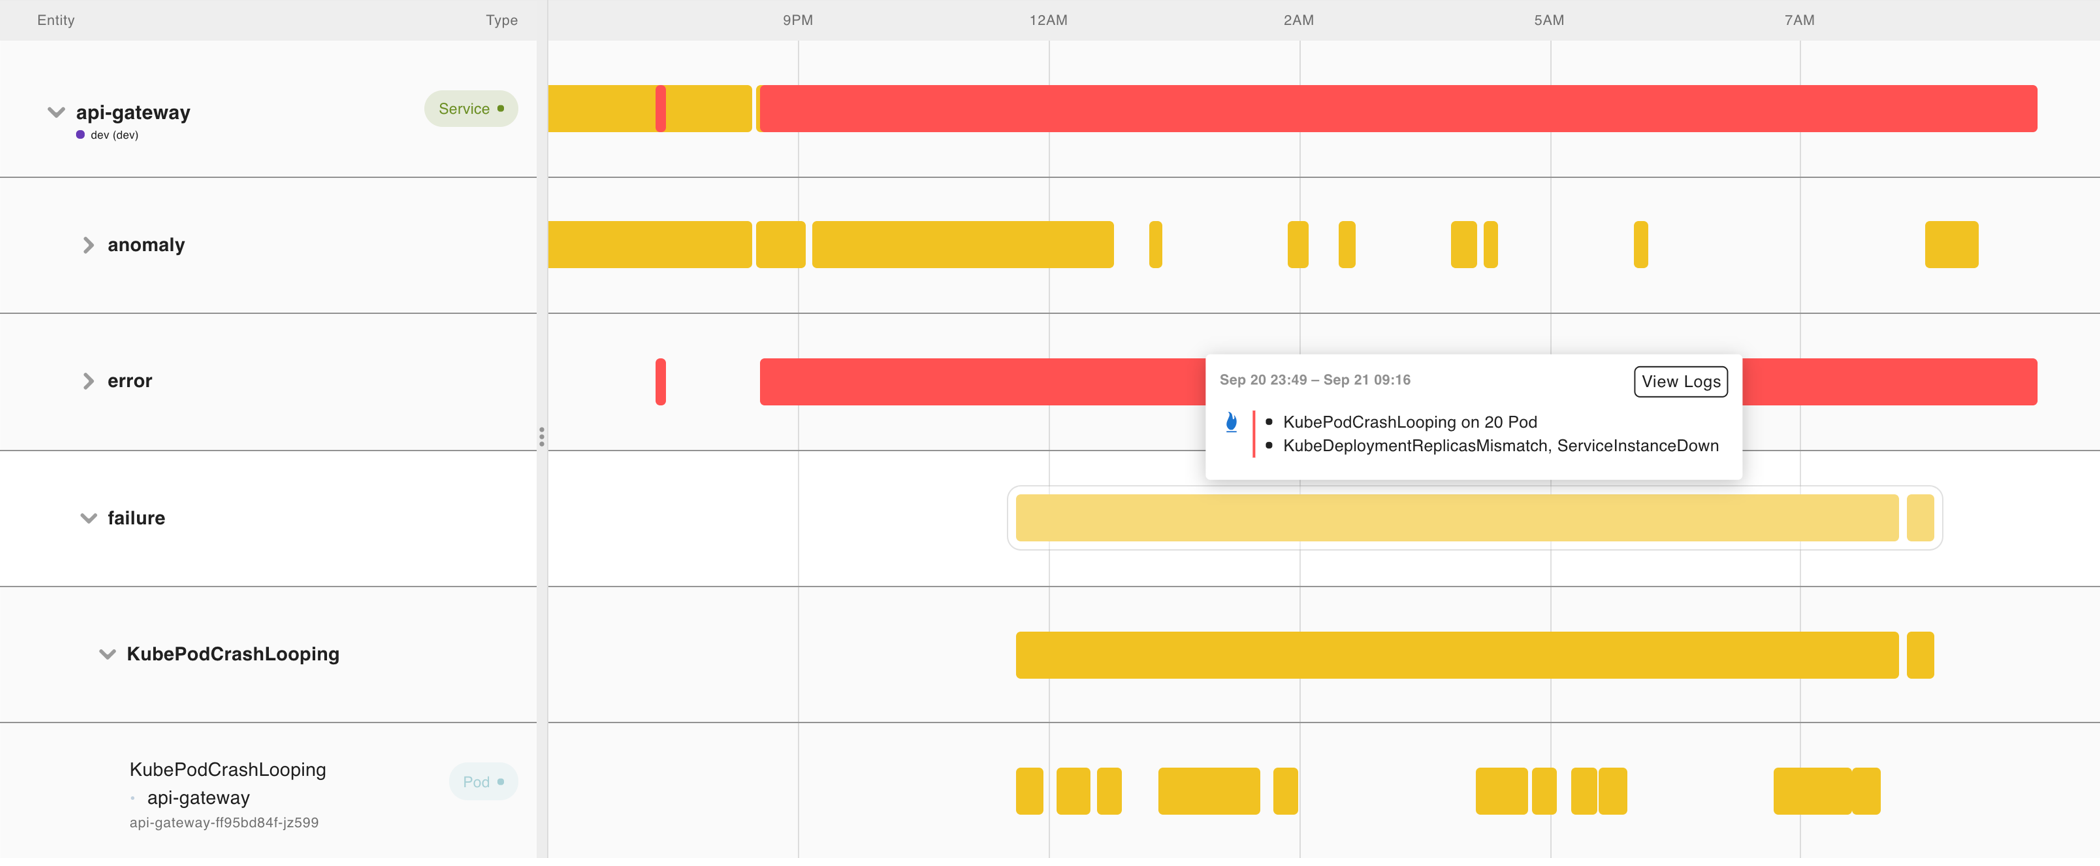 Entity Type 9PM 12AM 2AM 5AM 7AM
api-gateway Service
dev (dev)
anomaly
error
Sep 20 23:49 – Sep 21 09:16 View Logs
KubePodCrashLooping on 20 Pod
KubeDeploymentReplicasMismatch, ServiceInstanceDown
failure
KubePodCrashLooping
KubePodCrashLooping Pod
api-gateway
api-gateway-ff95bd84f-jz599